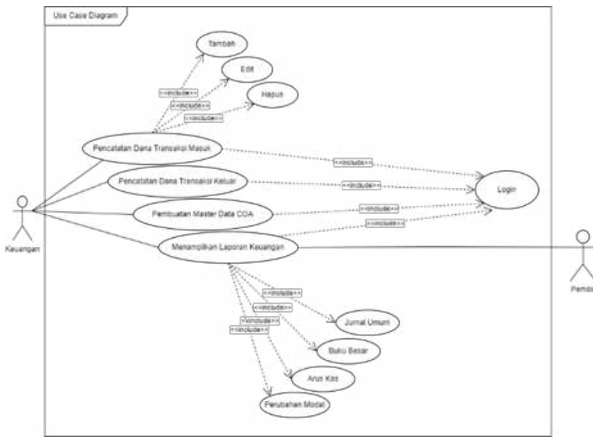 Use Case Diagram
Tambah
Edit
Hapus
<<include>>
<<include>>
<<include>>
Pencatatan Dana Transaksi Masuk
<<include>>
Pencatatan Dana Transaksi Keluar
<<include>>
Login
Pembuatan Master Data COA
<<include>>
Menampilkan Laporan Keuangan
<<include>>
Keuangan
<<include>>
<<include>>
<<include>>
<<include>>
Jurnal Umum
Buku Besar
Arus Kas
Perubahan Modal